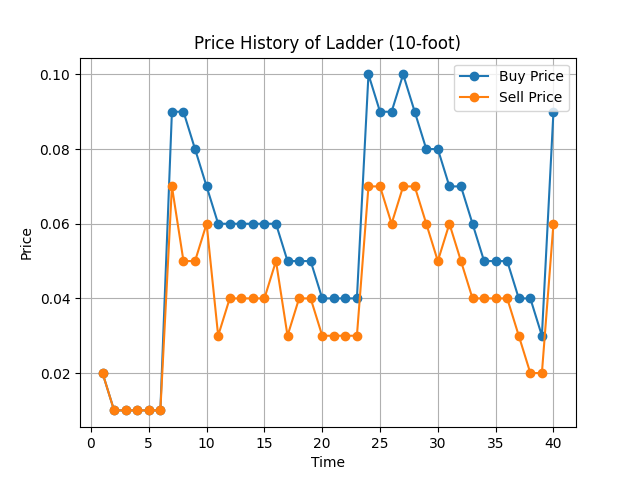 Price History of Ladder (10-foot)
Buy Price
Sell Price
Price
0.10
0.08
0.06
0.04
0.02
0 5 10 15 20 25 30 35 40
Time